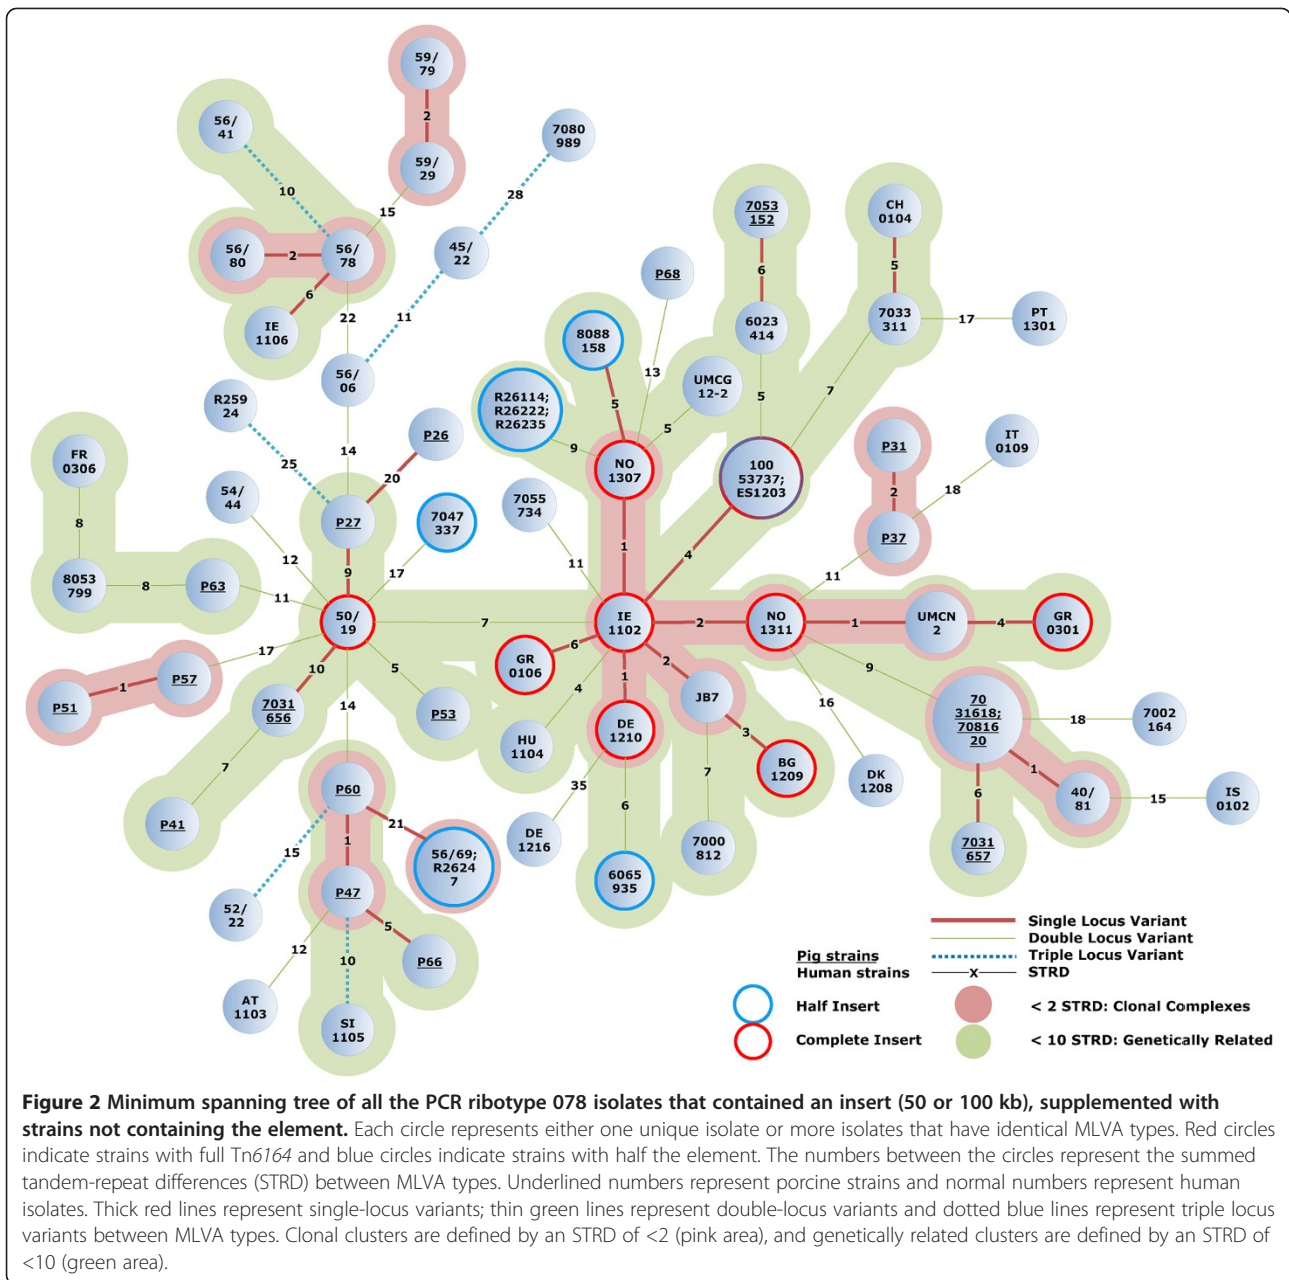 59/
79
2
56/
41
7080
989
59/
29
10
28
15
7053
152
CH
0104
56/
80
2
56/
78
45/
22
P68
6
5
6
IE
1106
22
11
8088
158
6023
414
7033
311
17
PT
1301
13
56/
06
UMCG
12-2
7
R259
24
R26114;
R26222;
R26235
5
5
5
P26
9
P31
IT
0109
FR
0306
14
25
20
NO
1307
100
53737;
ES1203
2
18
54/
44
7055
734
8
P27
7047
337
P37
12
1
4
9
17
11
11
8053
799
8
P63
11
50/
19
7
IE
1102
2
NO
1311
1
UMCN
2
4
GR
0301
17
10
5
GR
0106
6
2
9
P51
1
P57
4
1
JB7
16
7031
656
P53
14
HU
1104
DE
1210
3
70
31618;
70816
20
18
7002
164
7
BG
1209
DK
1208
1
P60
35
6
7
6
40/
81
15
IS
0102
P41
21
15
1
DE
1216
7000
812
7031
657
56/69;
R2624
7
6065
935
P47
52/
22
5
12
10
P66
AT
1103
SI
1105
Single Locus Variant
Double Locus Variant
Pig strains
Triple Locus Variant
Human strains
x
STRD
Half Insert
< 2 STRD: Clonal Complexes
Complete Insert
< 10 STRD: Genetically Related
Figure 2 Minimum spanning tree of all the PCR ribotype 078 isolates that contained an insert (50 or 100 kb), supplemented with
strains not containing the element. Each circle represents either one unique isolate or more isolates that have identical MLVA types. Red circles
indicate strains with full Tn6164 and blue circles indicate strains with half the element. The numbers between the circles represent the summed
tandem-repeat differences (STRD) between MLVA types. Underlined numbers represent porcine strains and normal numbers represent human
isolates. Thick red lines represent single-locus variants; thin green lines represent double-locus variants and dotted blue lines represent triple locus
variants between MLVA types. Clonal clusters are defined by an STRD of <2 (pink area), and genetically related clusters are defined by an STRD of
<10 (green area).